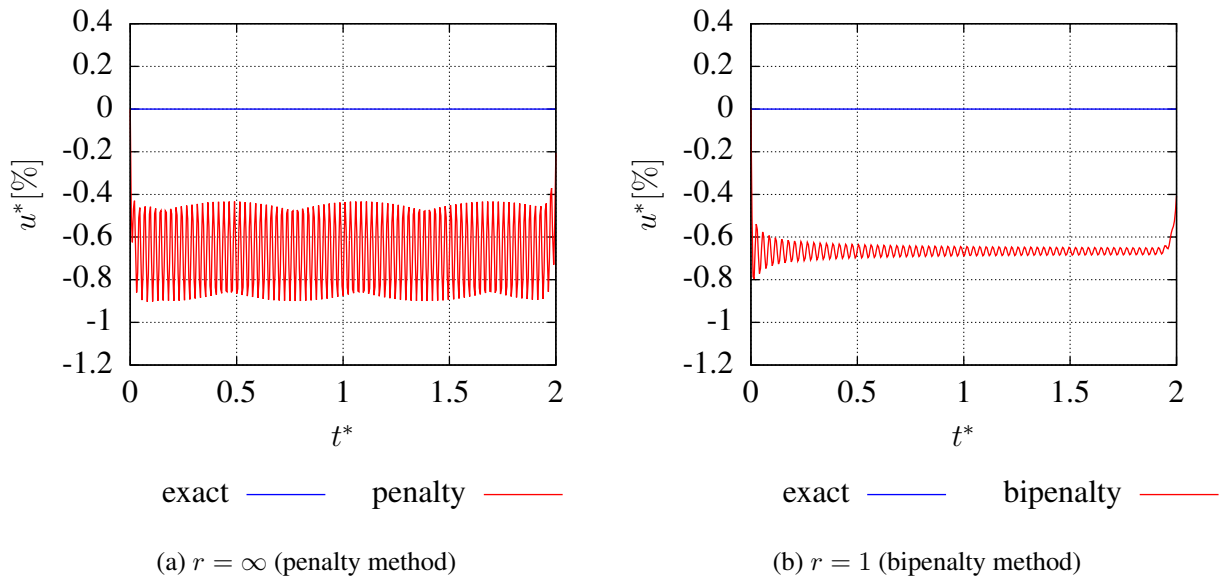 0.4
0.2
0
-0.2
-0.4
-0.6
-0.8
-1
-1.2
u* [%]
0 0.5 1 1.5 2
t*
exact penalty
(a) r = ∞ (penalty method)
0.4
0.2
0
-0.2
-0.4
-0.6
-0.8
-1
-1.2
u* [%]
0 0.5 1 1.5 2
t*
exact bipenalty
(b) r = 1 (bipenalty method)